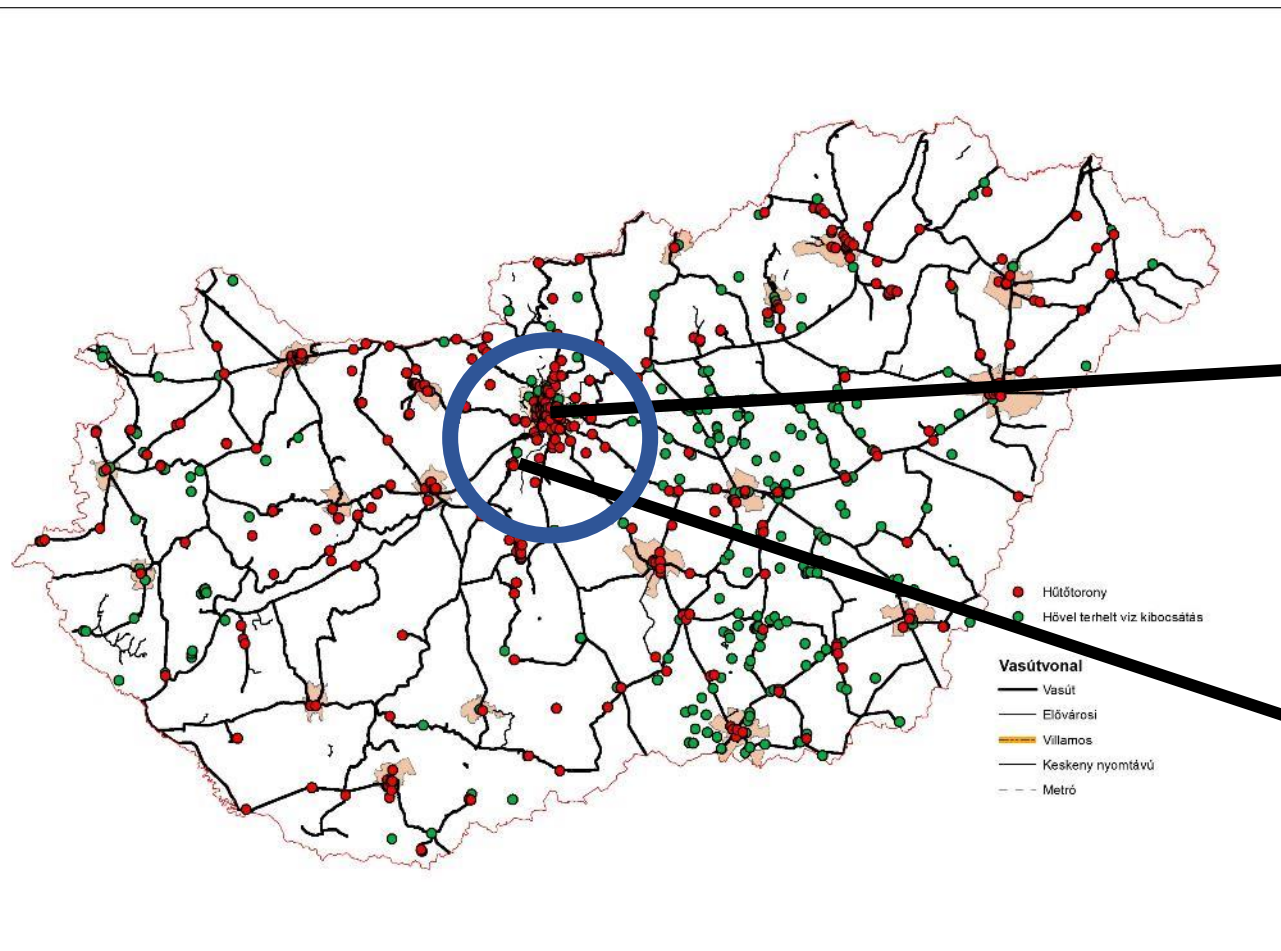 Hűtőtorony
Hővel terhelt víz kibocsátás
Vasútvonal
Vasút
Elővárosi
Villamos
Keskeny nyomtávú
Metró